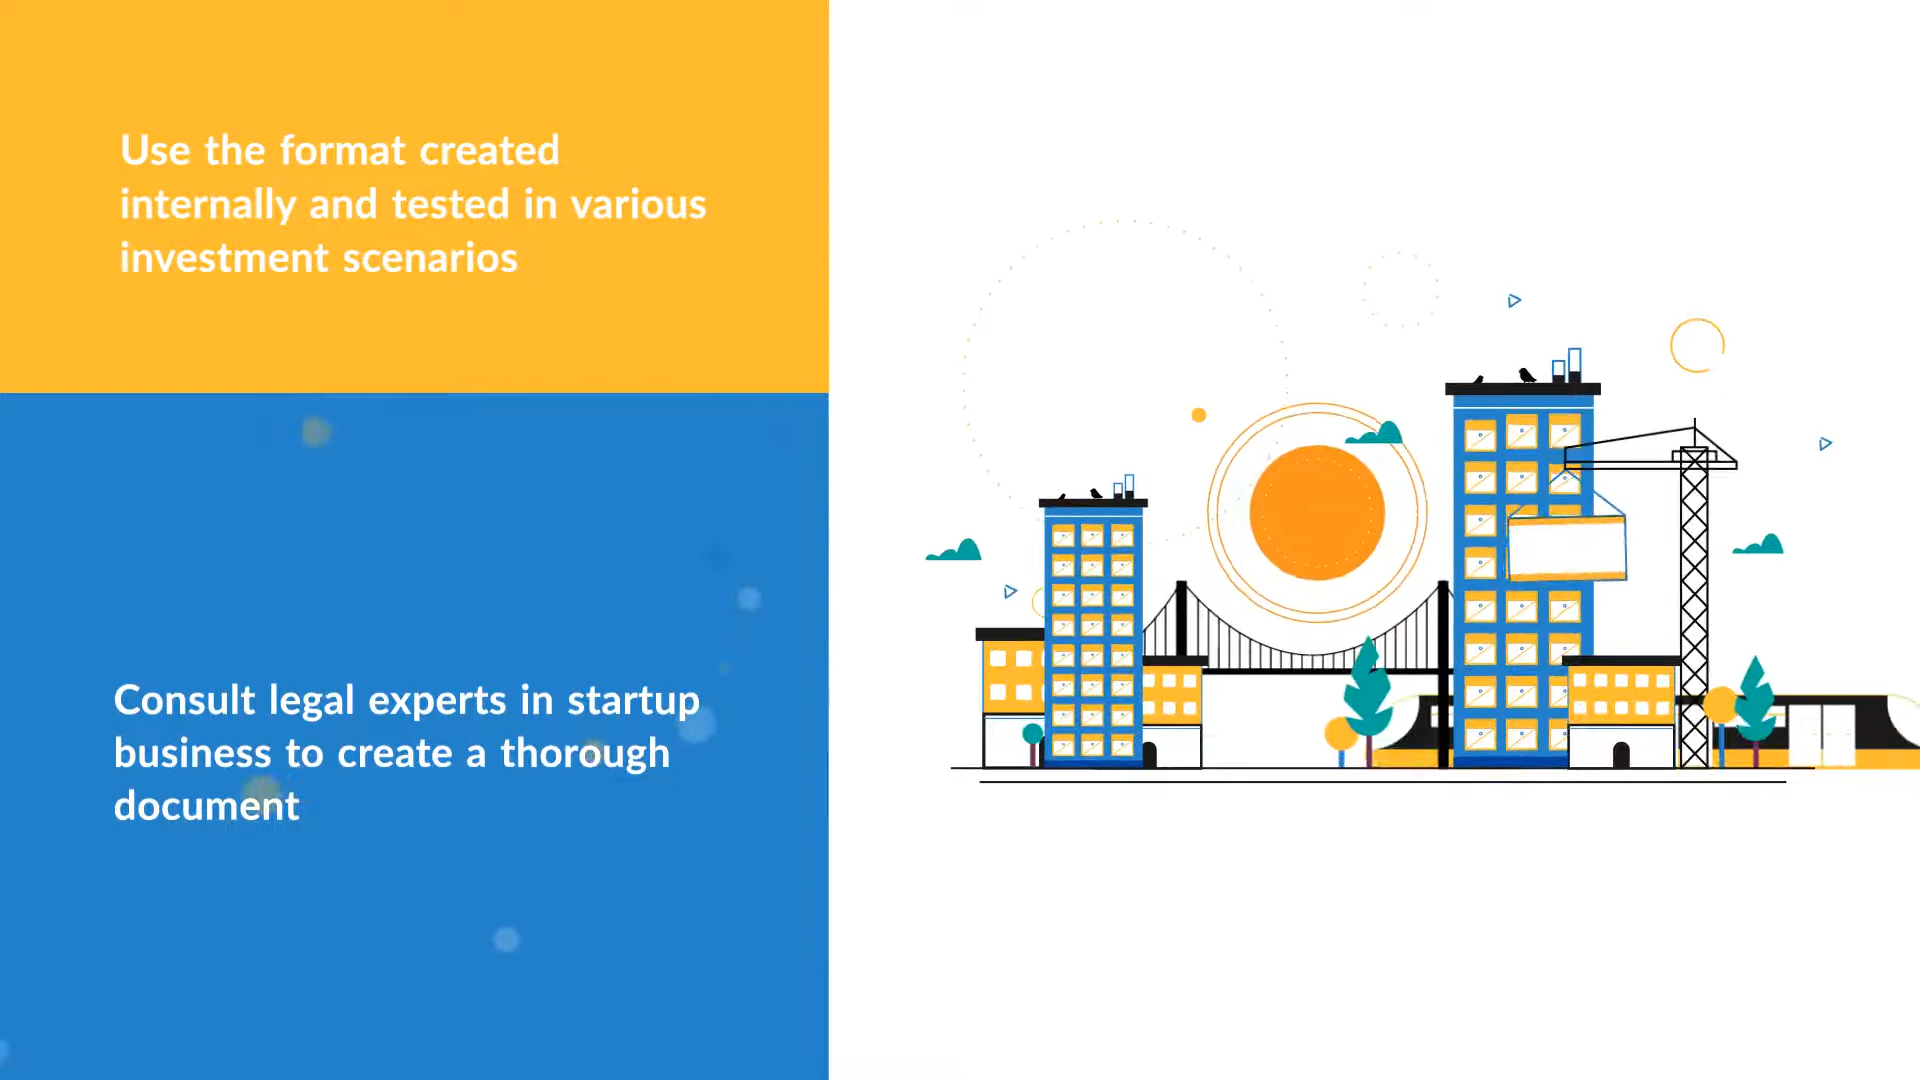 Use the format created
internally and tested in various
investment scenarios
Consult legal experts in startup
business to create a thorough
document